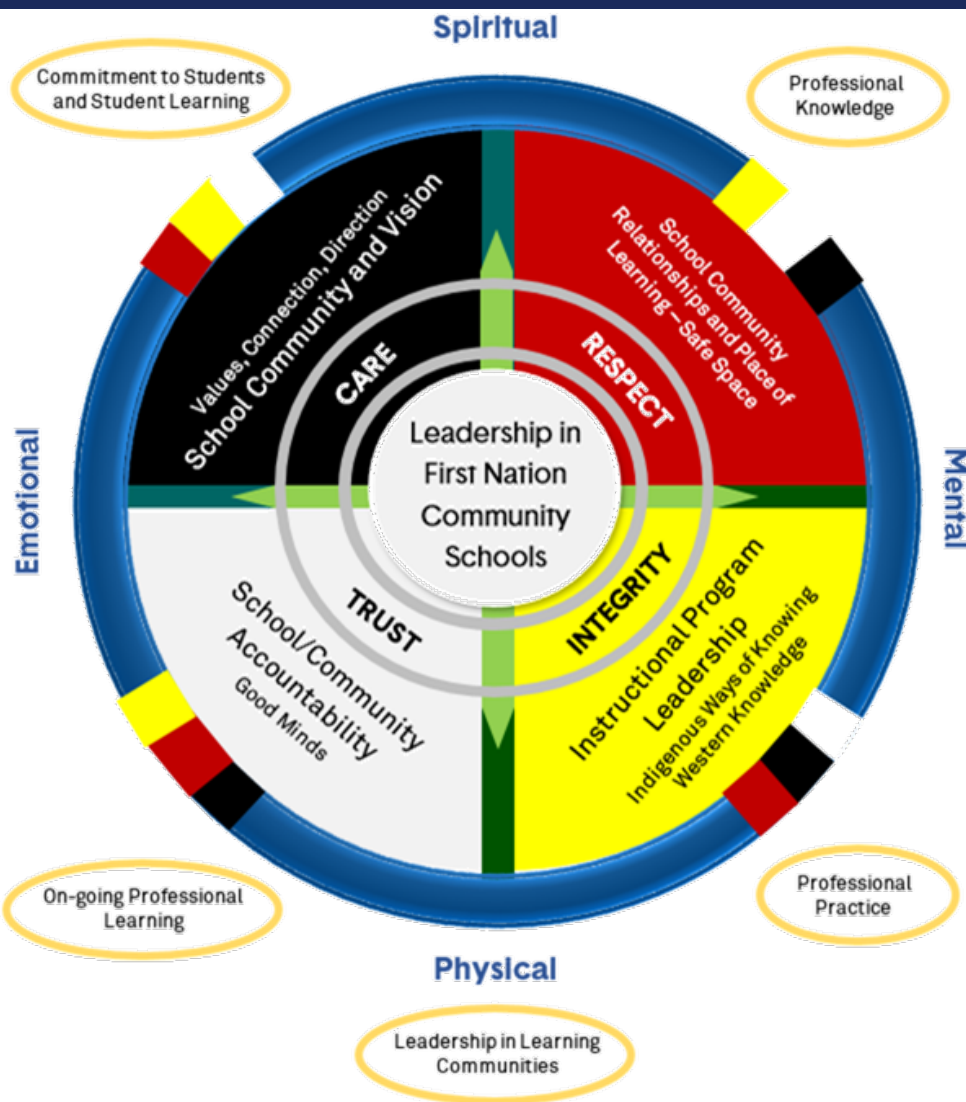 Spiritual
Commitment to Students
and Student Learning
Professional
Knowledge
Values, Connection, Direction
School Community and Vision
CARE
School Community
Relationships and Place of
Learning – Safe Space
RESPECT
Emotional
Leadership in
First Nation
Community
Schools
Mental
TRUST
School/Community
Accountability
Good Minds
INTEGRITY
Instructional Program
Leadership
Indigenous Ways of Knowing
Western Knowledge
On-going Professional
Learning
Professional
Practice
Physical
Leadership in Learning
Communities